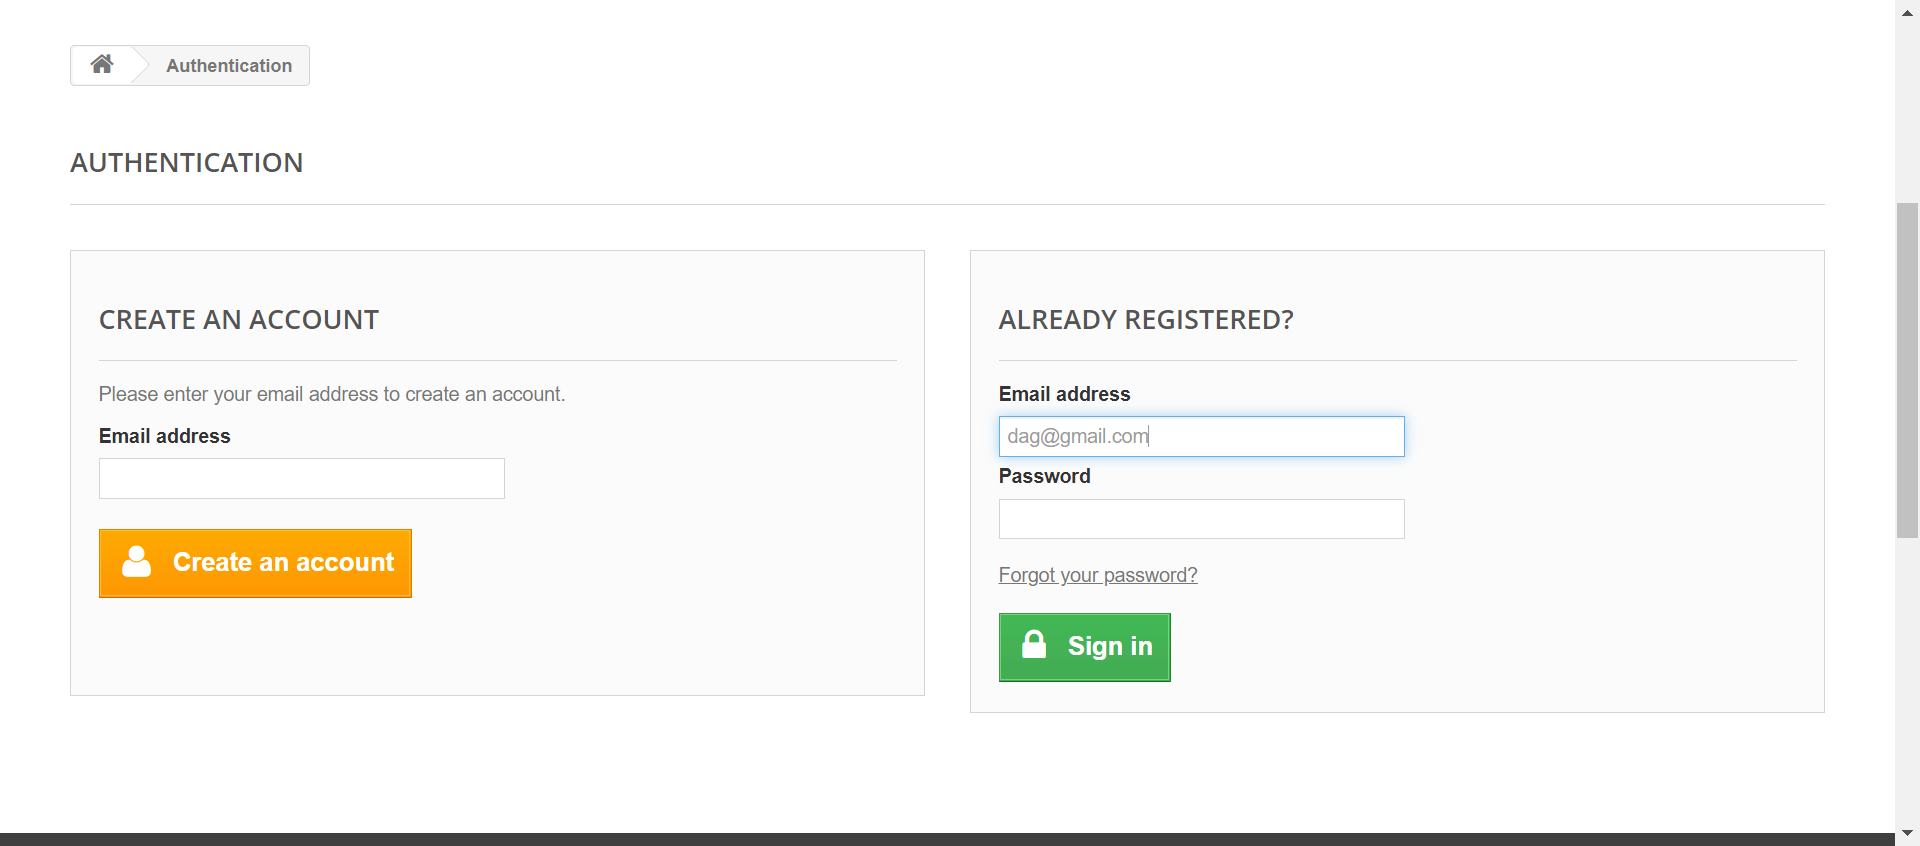 Authentication
AUTHENTICATION
CREATE AN ACCOUNT
Please enter your email address to create an account.
Email address
Create an account
ALREADY REGISTERED?
Email address
dag@gmail.com
Password
Forgot your password?
Sign in